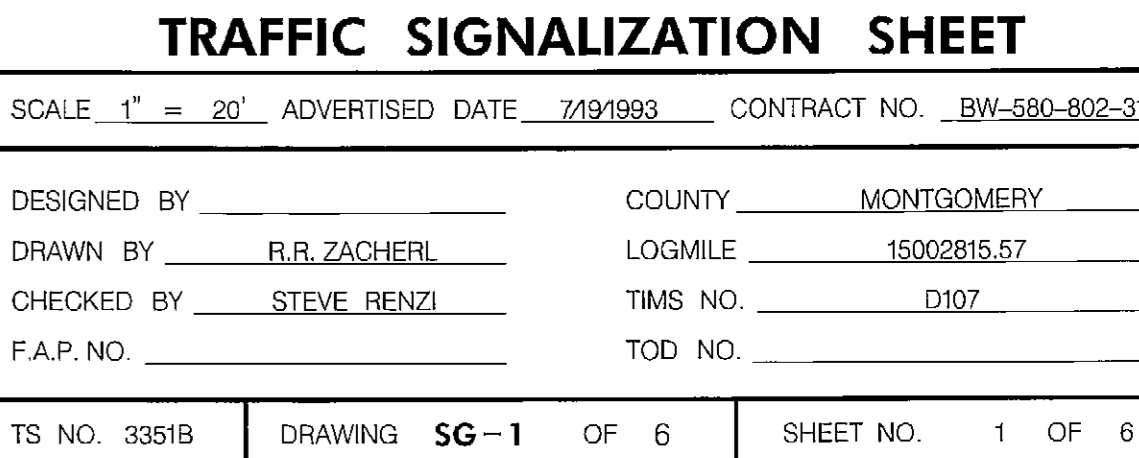 TRAFFIC SIGNALIZATION SHEET
SCALE 1" = 20' ADVERTISED DATE 7/19/1993 CONTRACT NO. BW-580-802-3
DESIGNED BY COUNTY MONTGOMERY
DRAWN BY R.R. ZACHERL LOGMILE 15002815.57
CHECKED BY STEVE RENZI TIMS NO. D107
F.A.P. NO. TOD NO.
TS NO. 3351B DRAWING SG-1 OF 6 SHEET NO. 1 OF 6